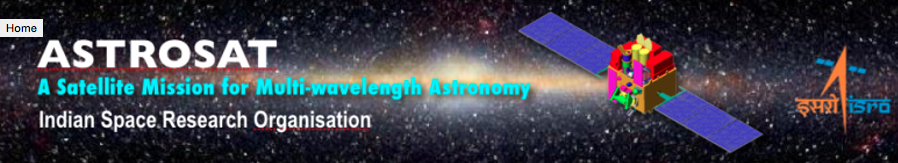 Home
ASTROSAT
A Satellite Mission for Multi-wavelength Astronomy
Indian Space Research Organisation
इसरो isro